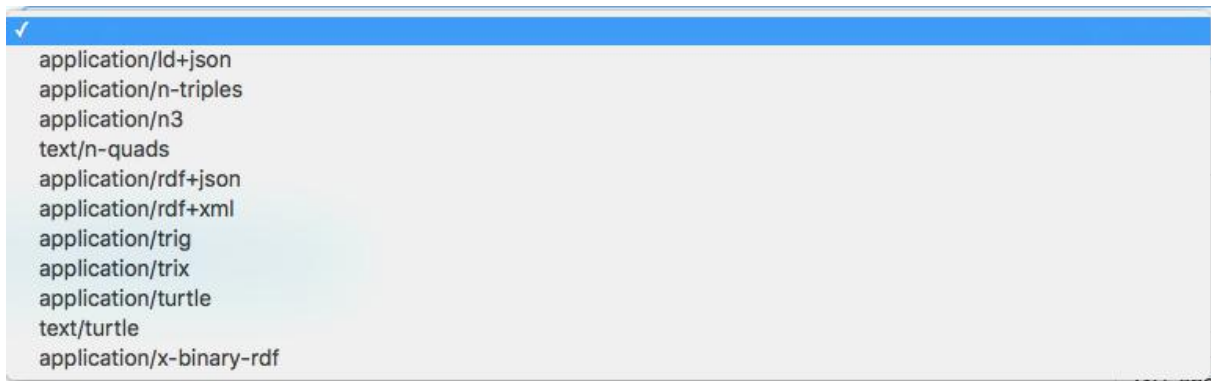 ✓
application/ld+json
application/n-triples
application/n3
text/n-quads
application/rdf+json
application/rdf+xml
application/trig
application/trix
application/turtle
text/turtle
application/x-binary-rdf